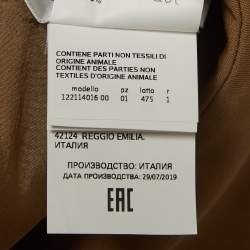 CONTIENE PARTI NON TESSILI DI
ORIGINE ANIMALE
CONTIENT DES PARTIES NON
TEXTILES D'ORIGINE ANIMALE
modello pz lotto r
122114016 00 01 475 1
42124 REGGIO EMILIA.
ИТАЛИЯ
ПРОИЗВОДСТВО: ИТАЛИЯ
ДАТА ПРОИЗВОДСТВА 29/07/2019
EAC